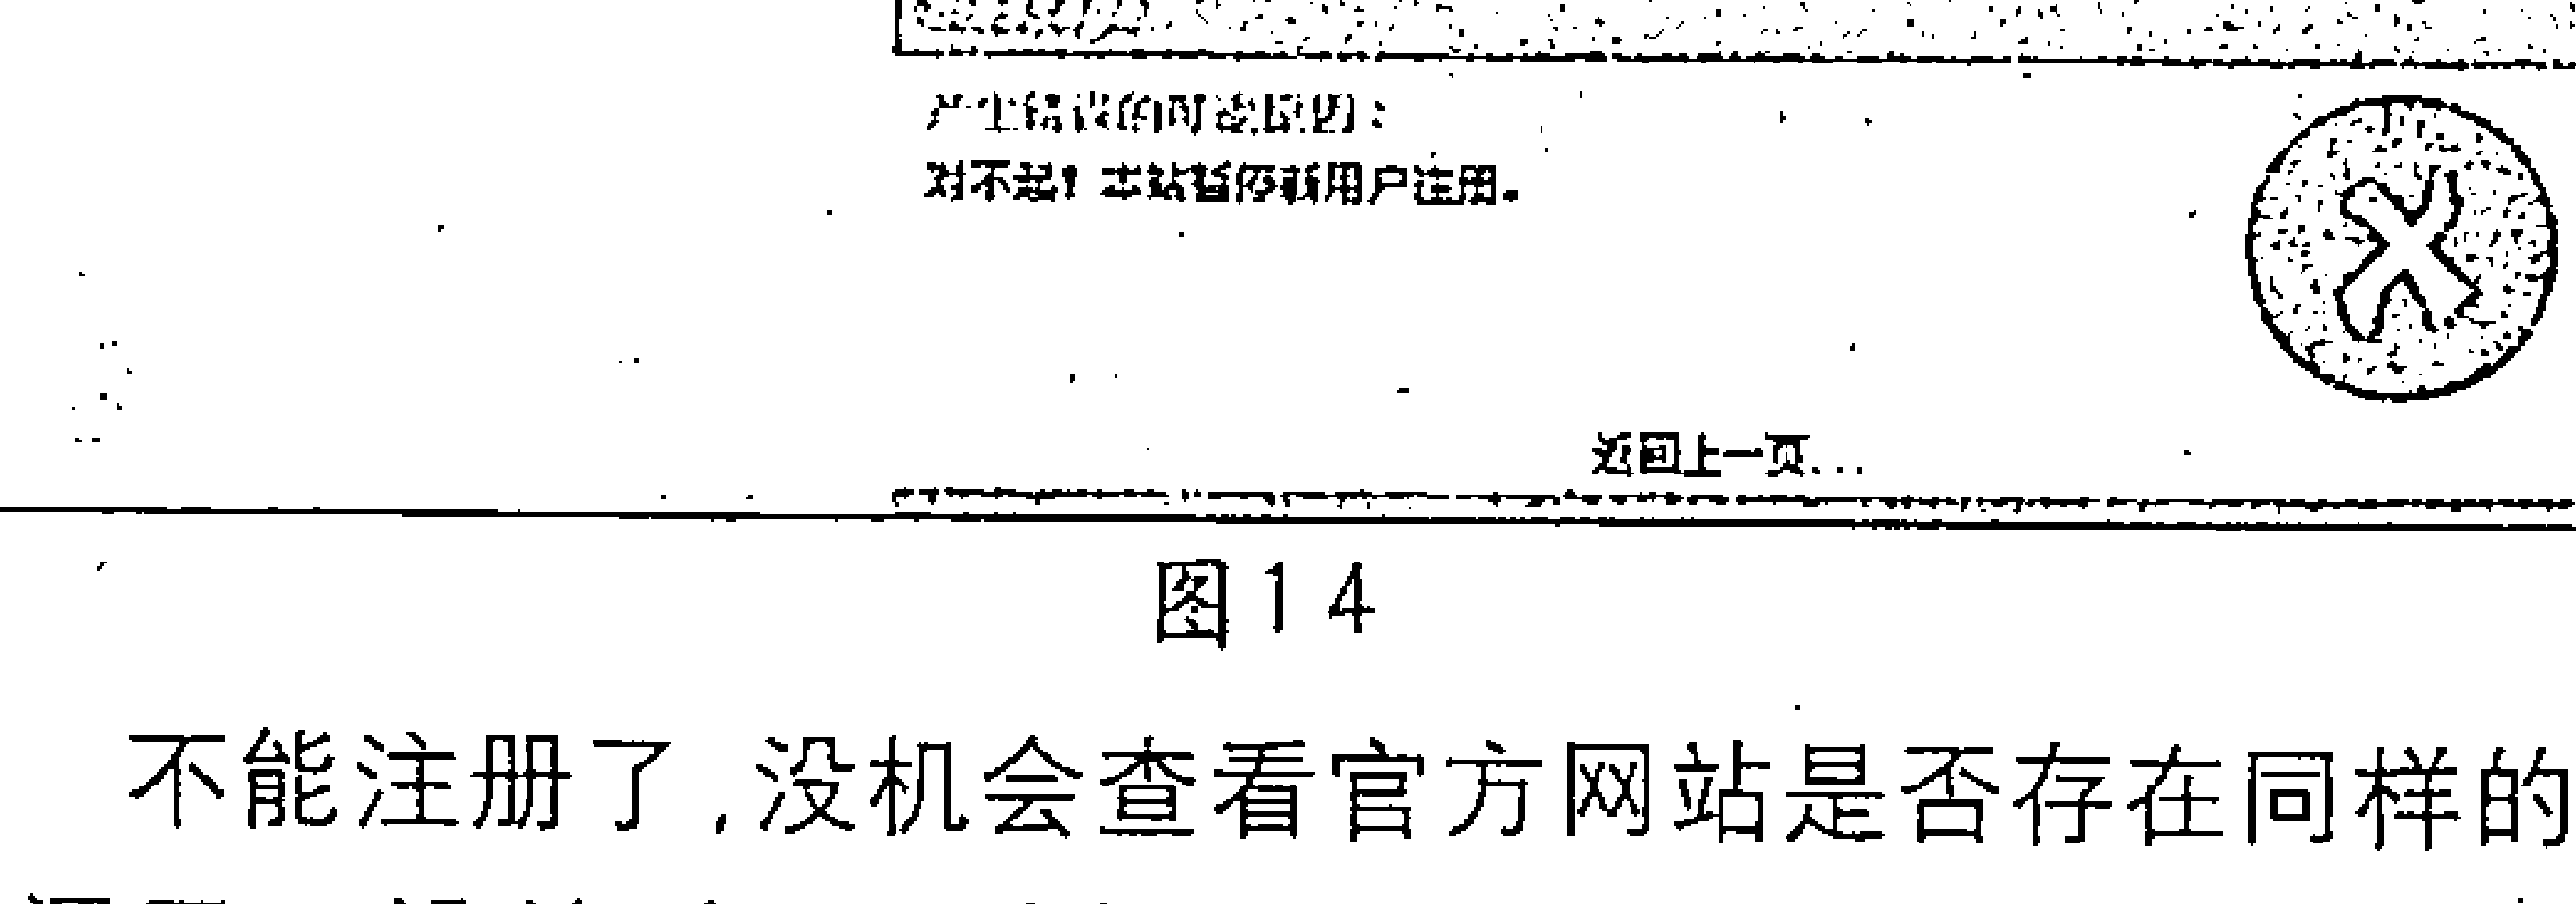 产生错误的可能原因：
对不起！本站暂停新用户注册。
返回上一页...
图14
不能注册了,没机会查看官方网站是否存在同样的